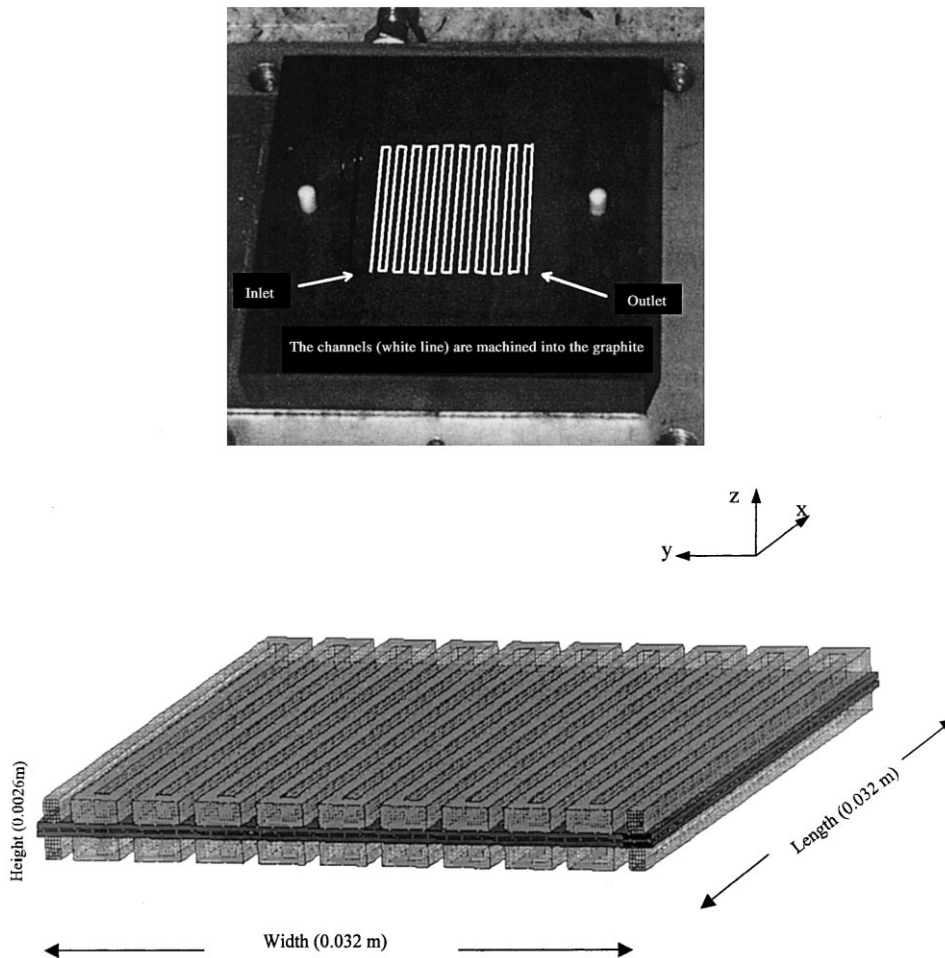 Inlet
Outlet
The channels (white line) are machined into the graphite
z
x
y
Height (0.0026m)
Length (0.032 m)
Width (0.032 m)